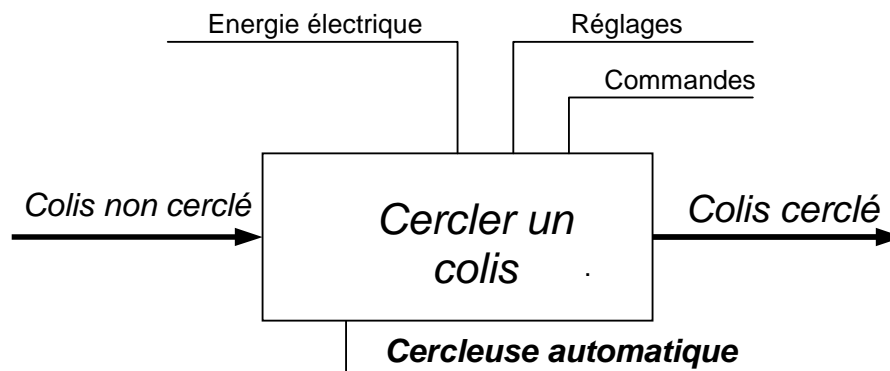 Energie électrique
Réglages
Commandes
Colis non cerclé
Cercler un
colis .
Colis cerclé
Cercleuse automatique